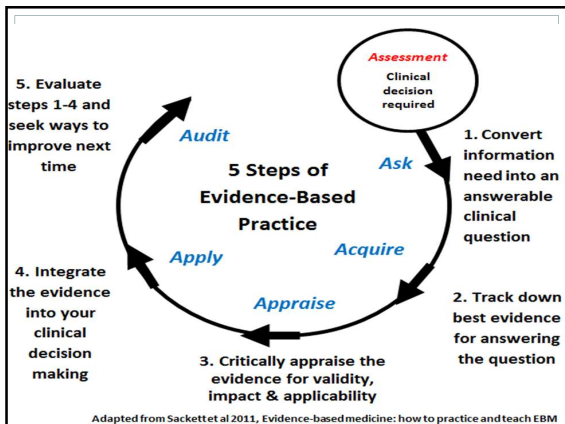 Assessment
Clinical
decision
required
Ask
1. Convert
information
need into an
answerable
clinical
question
Acquire
2. Track down
best evidence
for answering
the question
Appraise
3. Critically appraise the
evidence for validity,
impact & applicability
Apply
4. Integrate
the evidence
into your
clinical
decision
making
Audit
5. Evaluate
steps 1-4 and
seek ways to
improve next
time
5 Steps of
Evidence-Based
Practice
Adapted from Sackett et al 2011, Evidence-based medicine: how to practice and teach EBM